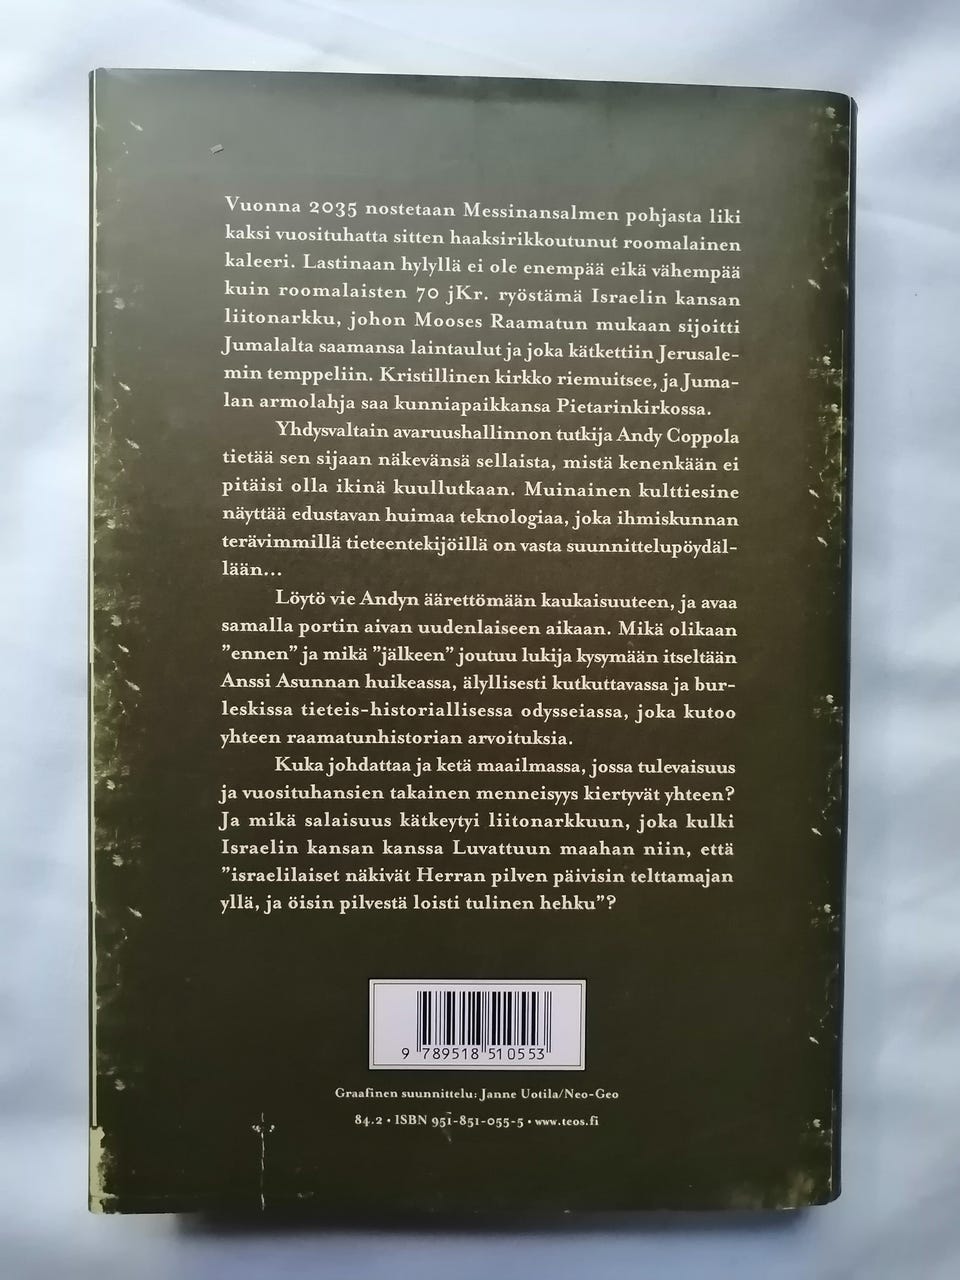 Vuonna 2035 nostetaan Messinansalmen pohjasta liki
kaksi vuosituhatta sitten haaksirikkoutunut roomalainen
kaleeri. Lastinaan hylyllä ei ole enempää eikä vähempää
kuin roomalaisten 70 jKr. ryöstämä Israelin kansan
liitonarkku, johon Mooses Raamatun mukaan sijoitti
Jumalalta saamansa laintaulut ja joka kätkettiin Jerusale-
min temppeliin. Kristillinen kirkko riemuitsee, ja Juma-
lan armolahja saa kunniapaikkansa Pietarinkirkossa.
Yhdysvaltain avaruushallinnon tutkija Andy Coppola
tietää sen sijaan näkevänsä sellaista, mistä kenenkään ei
pitäisi olla ikinä kuullutkaan. Muinainen kulttiesine
näyttää edustavan huimaa teknologiaa, joka ihmiskunnan
terävimmillä tieteentekijöillä on vasta suunnittelupöydäl-
lään...
Löytö vie Andyn äärettömään kaukaisuuteen, ja avaa
samalla portin aivan uudenlaiseen aikaan. Mikä olikaan
”ennen” ja mikä ”jälkeen” joutuu lukija kysymään itseltään
Anssi Asunnan huikeassa, älyllisesti kutkuttavassa ja bur-
leskissa tieteis-historiallisessa odysseiassa, joka kutoo
yhteen raamatunhistorian arvoituksia.
Kuka johdattaa ja ketä maailmassa, jossa tulevaisuus
ja vuosituhansien takainen menneisyys kiertyvät yhteen?
Ja mikä salaisuus kätkeytyi liitonarkkuun, joka kulki
Israelin kansan kanssa Luvattuun maahan niin, että
”israelilaiset näkivät Herran pilven päivisin telttamajan
yllä, ja öisin pilvestä loisti tulinen hehku”?
9 789518 510553
Graafinen suunnittelu: Janne Uotila/Neo-Geo
84.2 • ISBN 951-851-055-5 • www.teos.fi